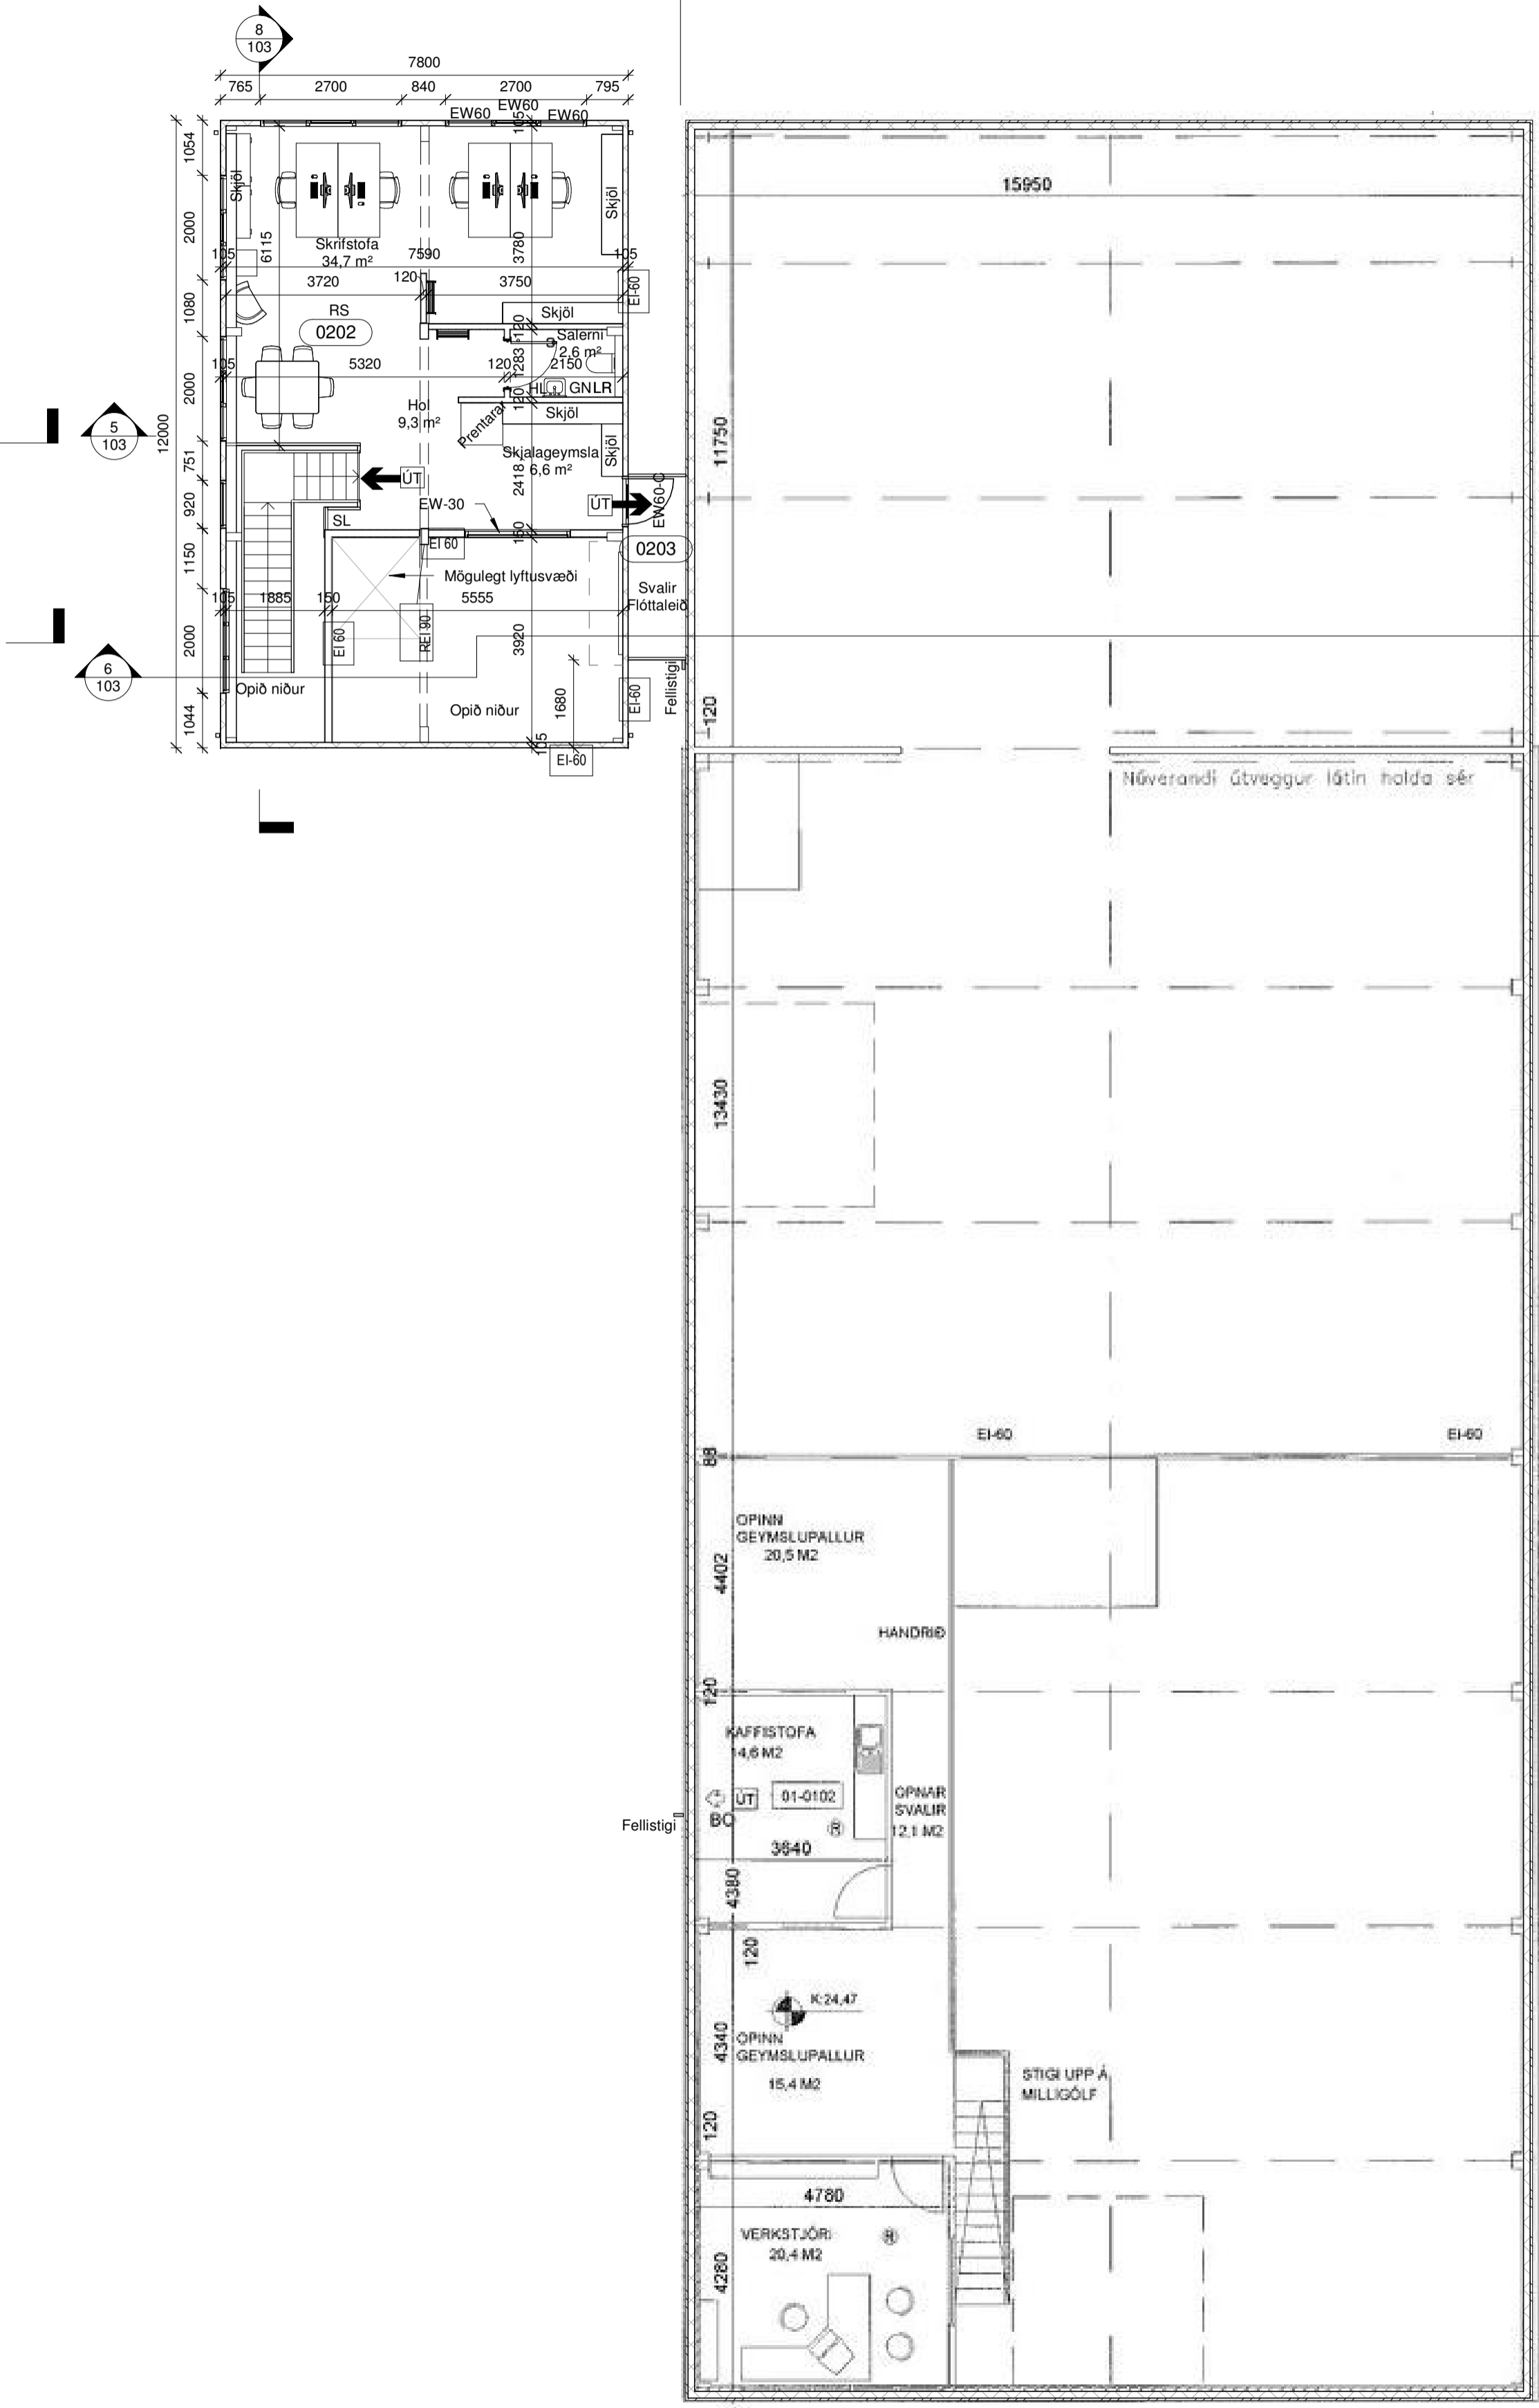 8
103
7800
765
2700
840
2700
795
EW60
EW60
EW60
105
1054
2000
1080
2000
751
920
1150
2000
1044
12000
Skjöl
Skjöl
6115
Skrifstofa
34,7 m²
7590
3780
105
105
3720
120
3750
EI-60
RS
0202
Skjöl
120
Salerni
2,6 m²
105
5320
120
1283
2150
HL
GNLR
120
Hol
9,3 m²
Prentarar
Skjöl
Skjöl
Skjalageymsla
6,6 m²
2418
5
103
ÚT
ÚT
EW60-C
EW-30
SL
150
EI 60
0203
Mögulegt lyftusvæði
Svalir
Flóttaleið
105
1885
150
5555
EI 60
REI 90
3920
6
103
Opið niður
Opið niður
1680
EI-60
Fellistigi
EI-60
15950
11750
120
Núverandi útveggur látin halda sér
13430
EI-60
EI-60
88
OPINN
GEYMSLUPALLUR
20,5 M2
4402
HANDRIÐ
120
KAFFISTOFA
14,6 M2
ÚT
01-0102
BO
OPNAR
SVALIR
12,1 M2
Fellistigi
3640
4380
120
K:24,47
4340
OPINN
GEYMSLUPALLUR
15,4 M2
STIGI UPP Á
MILLIGÓLF
120
4780
VERKSTJÓRI
20,4 M2
4280